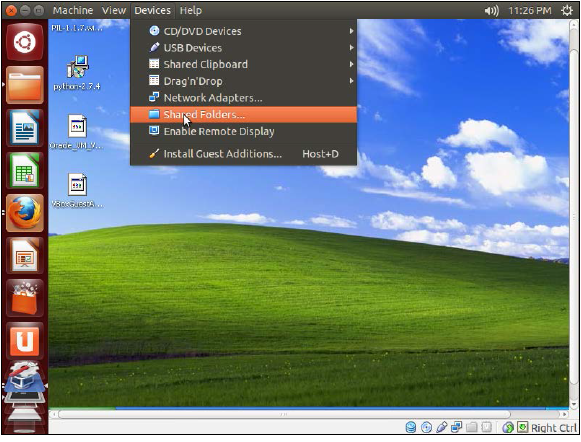 Machine View Devices Help 11:26 PM
CD/DVD Devices
USB Devices
Shared Clipboard
Drag'n'Drop
Network Adapters...
Shared Folders...
Enable Remote Display
Install Guest Additions... Host+D
PIL-1.1.7.wi...
python-2.7.4
Oracle_VM_V...
VBoxGuestA...
Right Ctrl